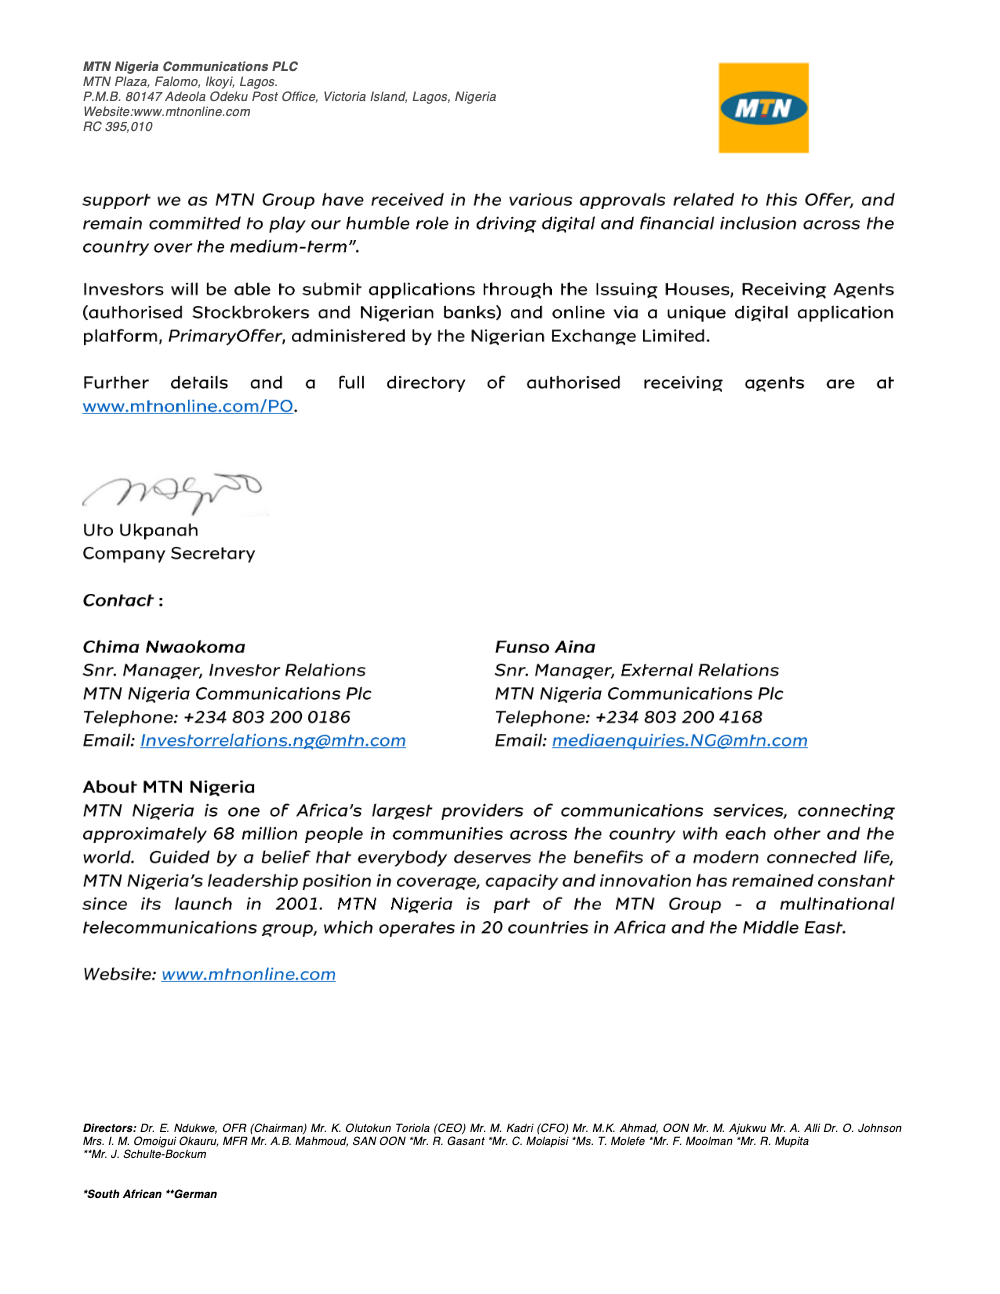 MTN Nigeria Communications PLC
MTN Plaza, Falomo, Ikoyi, Lagos.
P.M.B. 80147 Adeola Odeku Post Office, Victoria Island, Lagos, Nigeria
Website:www.mtnonline.com
RC 395,010
MTN
support we as MTN Group have received in the various approvals related to this Offer, and
remain committed to play our humble role in driving digital and financial inclusion across the
country over the medium-term”.
Investors will be able to submit applications through the Issuing Houses, Receiving Agents
(authorised Stockbrokers and Nigerian banks) and online via a unique digital application
platform, PrimaryOffer, administered by the Nigerian Exchange Limited.
Further details and a full directory of authorised receiving agents are at
www.mtnonline.com/PO.
Uto Ukpanah
Company Secretary
Contact :
Chima Nwaokoma
Snr. Manager, Investor Relations
MTN Nigeria Communications Plc
Telephone: +234 803 200 0186
Email: Investorrelations.ng@mtn.com
Funso Aina
Snr. Manager, External Relations
MTN Nigeria Communications Plc
Telephone: +234 803 200 4168
Email: mediaenquiries.NG@mtn.com
About MTN Nigeria
MTN Nigeria is one of Africa’s largest providers of communications services, connecting
approximately 68 million people in communities across the country with each other and the
world. Guided by a belief that everybody deserves the benefits of a modern connected life,
MTN Nigeria’s leadership position in coverage, capacity and innovation has remained constant
since its launch in 2001. MTN Nigeria is part of the MTN Group - a multinational
telecommunications group, which operates in 20 countries in Africa and the Middle East.
Website: www.mtnonline.com
Directors: Dr. E. Ndukwe, OFR (Chairman) Mr. K. Olutokun Toriola (CEO) Mr. M. Kadri (CFO) Mr. M.K. Ahmad, OON Mr. M. Ajukwu Mr. A. Alli Dr. O. Johnson
Mrs. I. M. Omoigui Okauru, MFR Mr. A.B. Mahmoud, SAN OON *Mr. R. Gasant *Mr. C. Molapisi *Ms. T. Molefe *Mr. F. Moolman *Mr. R. Mupita
**Mr. J. Schulte-Bockum
*South African **German